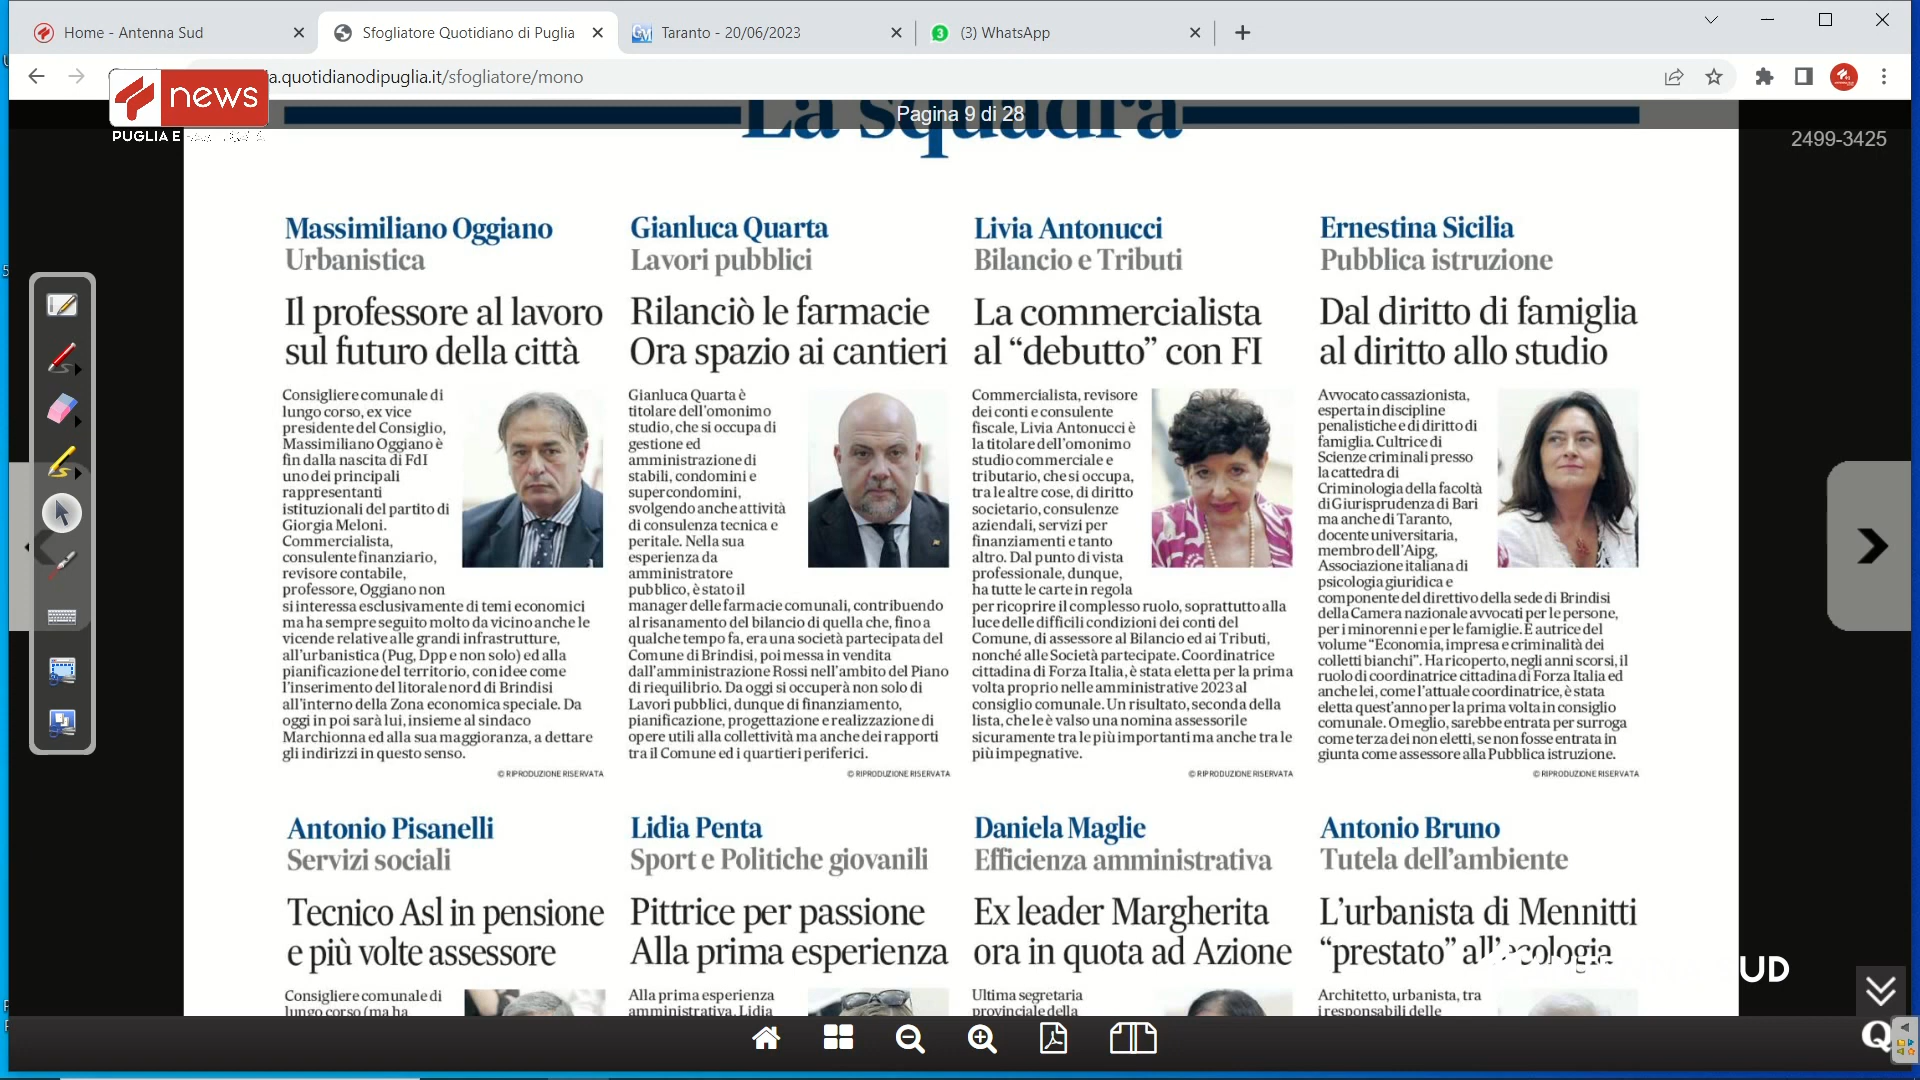 Home - Antenna Sud
Sfogliatore Quotidiano di Puglia
Taranto - 20/06/2023
(3) WhatsApp
a.quotidianodipuglia.it/sfogliatore/mono
news
PUGLIA E
La squadra
Pagina 9 di 28
2499-3425
Massimiliano Oggiano
Urbanistica
Il professore al lavoro
sul futuro della città
Consigliere comunale di
lungo corso, ex vice
presidente del Consiglio,
Massimiliano Oggiano è
fin dalla nascita di FdI
uno dei principali
rappresentanti
istituzionali del partito di
Giorgia Meloni.
Commercialista,
consulente finanziario,
revisore contabile,
professore, Oggiano non
si interessa esclusivamente di temi economici
ma ha sempre seguito molto da vicino anche le
vicende relative alle grandi infrastrutture,
all'urbanistica (Pug, Dpp e non solo) ed alla
pianificazione del territorio, con idee come
l'inserimento del litorale nord di Brindisi
all'interno della Zona economica speciale. Da
oggi in poi sarà lui, insieme al sindaco
Marchionna ed alla sua maggioranza, a dettare
gli indirizzi in questo senso.
© RIPRODUZIONE RISERVATA
Gianluca Quarta
Lavori pubblici
Rilanciò le farmacie
Ora spazio ai cantieri
Gianluca Quarta è
titolare dell'omonimo
studio, che si occupa di
gestione ed
amministrazione di
stabili, condomini e
supercondomini,
svolgendo anche attività
di consulenza tecnica e
peritale. Nella sua
esperienza da
amministratore
pubblico, è stato il
manager delle farmacie comunali, contribuendo
al risanamento del bilancio di quella che, fino a
qualche tempo fa, era una società partecipata del
Comune di Brindisi, poi messa in vendita
dall'amministrazione Rossi nell'ambito del Piano
di riequilibrio. Da oggi si occuperà non solo di
Lavori pubblici, dunque di finanziamento,
pianificazione, progettazione e realizzazione di
opere utili alla collettività ma anche dei rapporti
tra il Comune ed i quartieri periferici.
© RIPRODUZIONE RISERVATA
Livia Antonucci
Bilancio e Tributi
La commercialista
al “debutto” con FI
Commercialista, revisore
dei conti e consulente
fiscale, Livia Antonucci è
la titolare dell'omonimo
studio commerciale e
tributario, che si occupa,
tra le altre cose, di diritto
societario, consulenze
aziendali, servizi per
finanziamenti e tanto
altro. Dal punto di vista
professionale, dunque,
ha tutte le carte in regola
per ricoprire il complesso ruolo, soprattutto alla
luce delle difficili condizioni dei conti del
Comune, di assessore al Bilancio ed ai Tributi,
nonché alle Società partecipate. Coordinatrice
cittadina di Forza Italia, è stata eletta per la prima
volta proprio nelle amministrative 2023 al
consiglio comunale. Un risultato, seconda della
lista, che le è valso una nomina assessorile
sicuramente tra le più importanti ma anche tra le
più impegnative.
© RIPRODUZIONE RISERVATA
Ernestina Sicilia
Pubblica istruzione
Dal diritto di famiglia
al diritto allo studio
Avvocato cassazionista,
esperta in discipline
penalistiche e di diritto di
famiglia. Cultrice di
Scienze criminali presso
la cattedra di
Criminologia della facoltà
di Giurisprudenza di Bari
ma anche di Taranto,
docente universitaria,
membro dell'Aipg,
Associazione italiana di
psicologia giuridica e
componente del direttivo della sede di Brindisi
della Camera nazionale avvocati per le persone,
per i minorenni e per le famiglie. È autrice del
volume “Economia, impresa e criminalità dei
colletti bianchi”. Ha ricoperto, negli anni scorsi, il
ruolo di coordinatrice cittadina di Forza Italia ed
anche lei, come l'attuale coordinatrice, è stata
eletta quest'anno per la prima volta in consiglio
comunale. O meglio, sarebbe entrata per surroga
come terza dei non eletti, se non fosse entrata in
giunta come assessore alla Pubblica istruzione.
© RIPRODUZIONE RISERVATA
Antonio Pisanelli
Servizi sociali
Tecnico Asl in pensione
e più volte assessore
Consigliere comunale di
lungo corso (ma ha
Lidia Penta
Sport e Politiche giovanili
Pittrice per passione
Alla prima esperienza
Alla prima esperienza
amministrativa, Lidia
Daniela Maglie
Efficienza amministrativa
Ex leader Margherita
ora in quota ad Azione
Ultima segretaria
provinciale della
Antonio Bruno
Tutela dell'ambiente
L'urbanista di Mennitti
“prestato” all'ecologia
Architetto, urbanista, tra
i responsabili delle
UD
Q